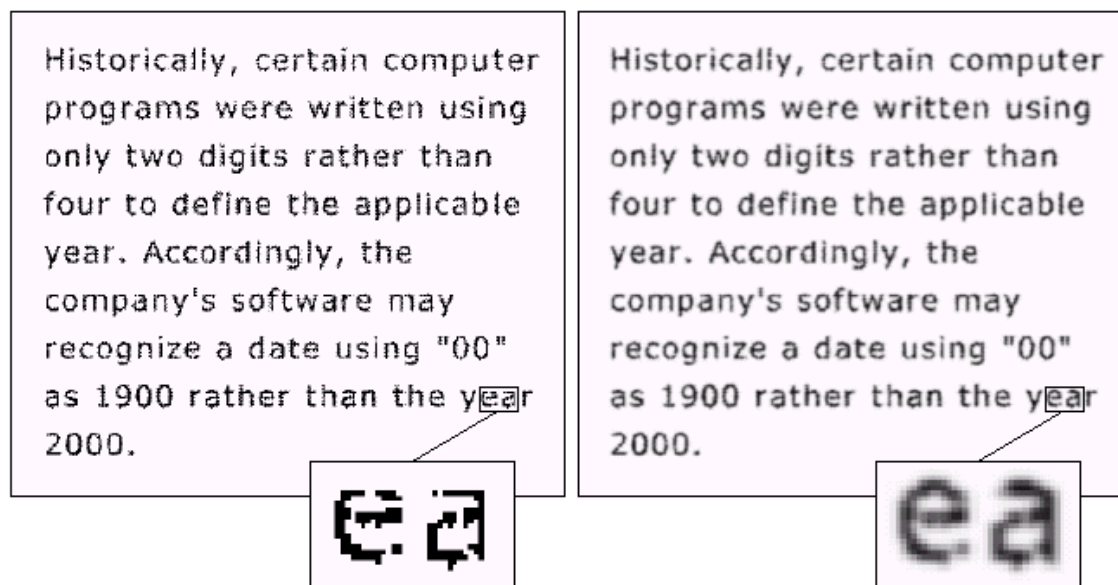 Historically, certain computer
programs were written using
only two digits rather than
four to define the applicable
year. Accordingly, the
company's software may
recognize a date using "00"
as 1900 rather than the year
2000.
ea
Historically, certain computer
programs were written using
only two digits rather than
four to define the applicable
year. Accordingly, the
company's software may
recognize a date using "00"
as 1900 rather than the year
2000.
ea